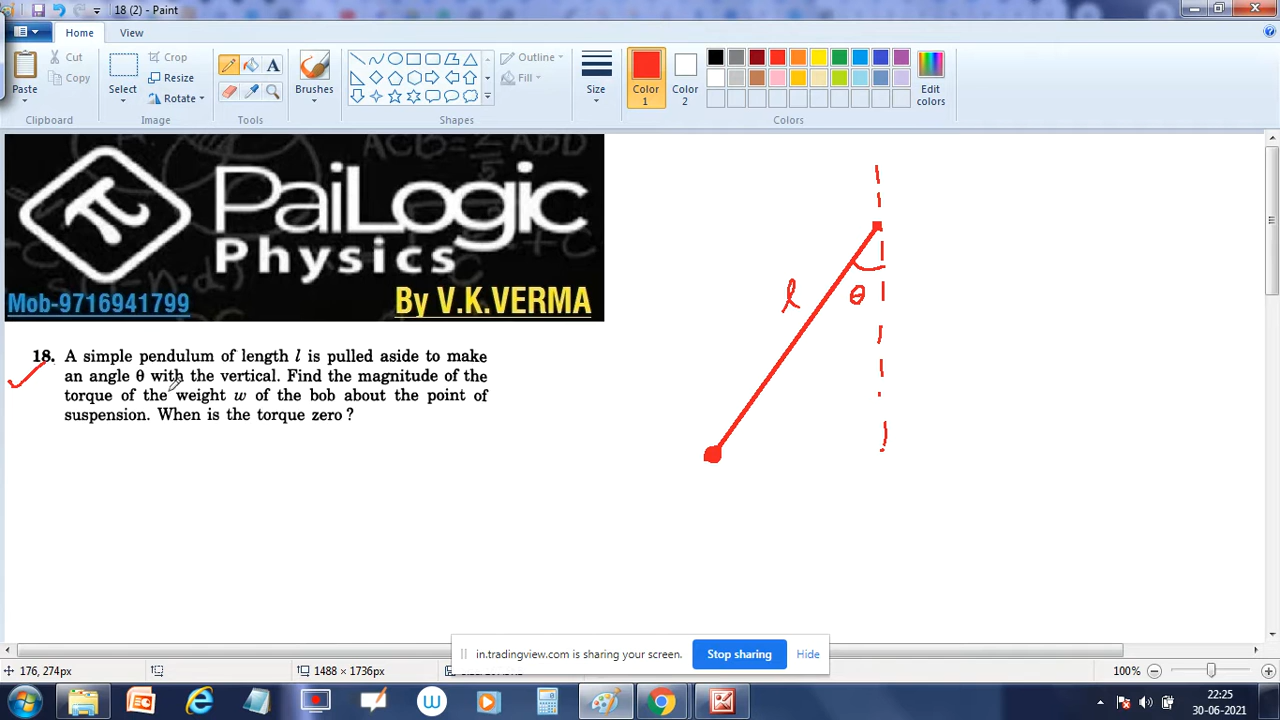 18 (2) - Paint
Home
View
Paste
Cut
Copy
Clipboard
Select
Crop
Resize
Rotate
Image
A
Tools
Brushes
Shapes
Outline
Fill
Size
Color 1
Color 2
Edit colors
Colors
π
PaiLogic
Physics
Mob-9716941799
By V.K.VERMA
18. A simple pendulum of length l is pulled aside to make
an angle θ with the vertical. Find the magnitude of the
torque of the weight w of the bob about the point of
suspension. When is the torque zero ?
l
θ
in.tradingview.com is sharing your screen.
Stop sharing
Hide
176, 274px
1488 × 1736px
100%
22:25
30-06-2021